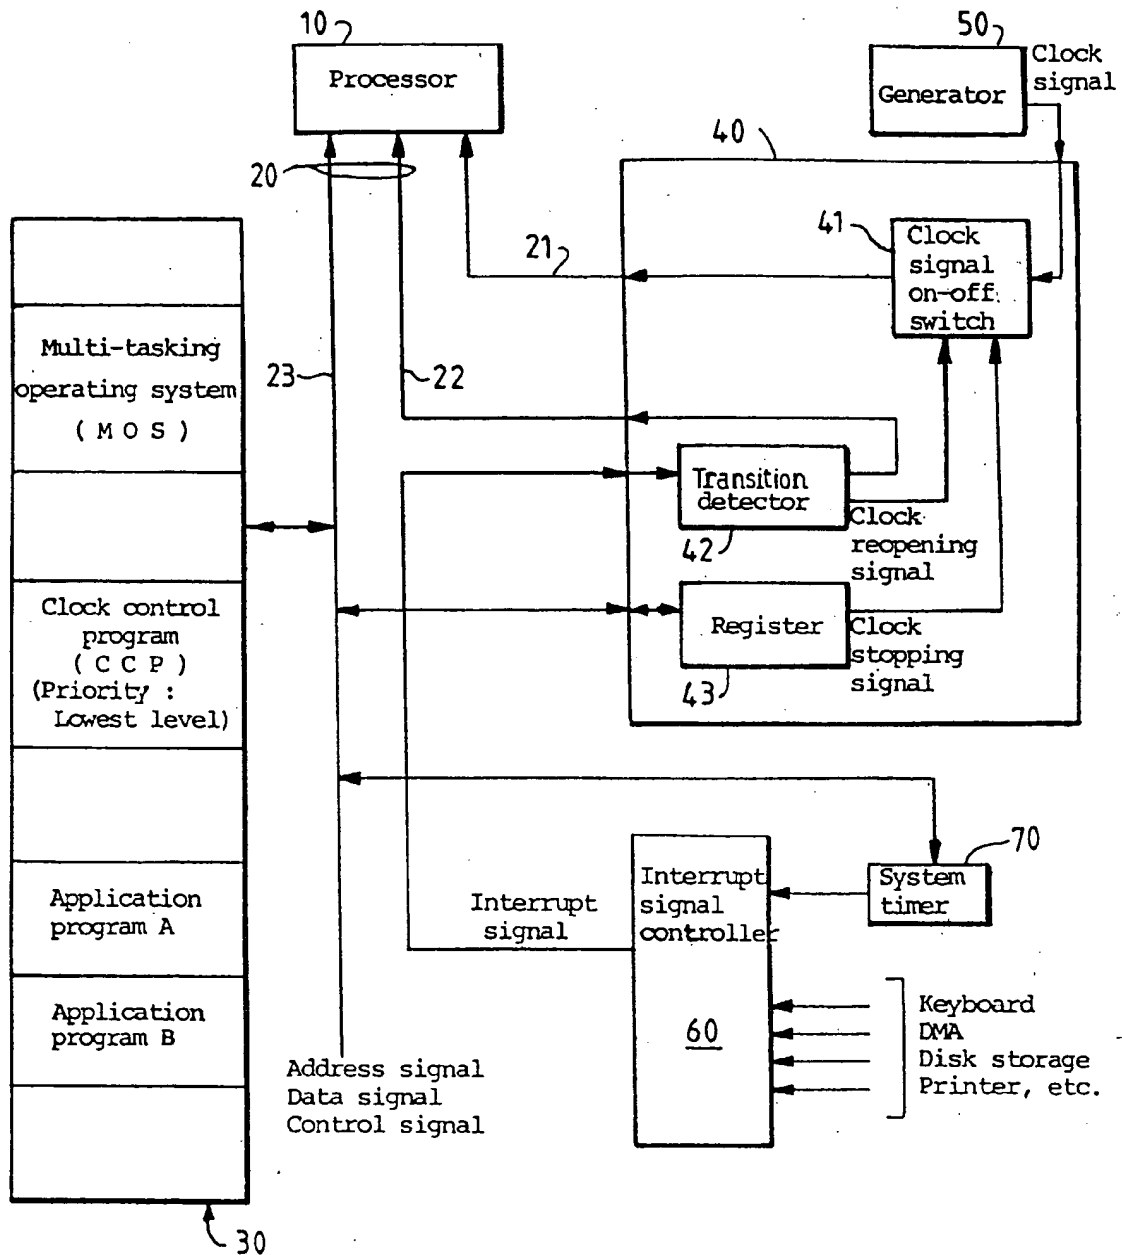 10
Processor
50
Clock
signal
Generator
40
20
41
Clock
signal
on-off
switch
21
Multi-tasking
operating system
( M O S )
23
22
Transition
detector
42
Clock
reopening
signal
Clock control
program
( C C P )
(Priority :
Lowest level)
Register
43
Clock
stopping
signal
70
System
timer
Interrupt
signal
controller
60
Interrupt
signal
Application
program A
Application
program B
Keyboard
DMA
Disk storage
Printer, etc.
Address signal
Data signal
Control signal
30